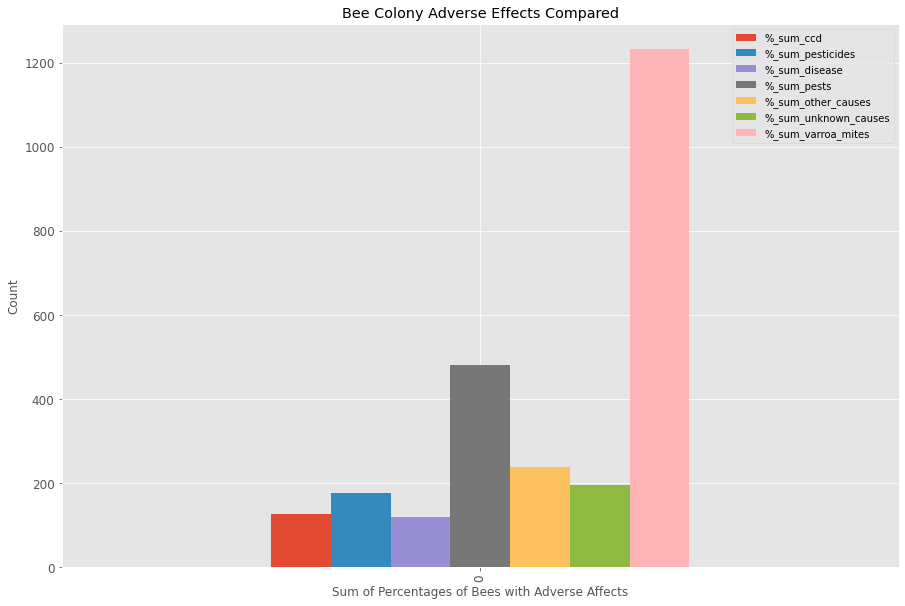 Bee Colony Adverse Effects Compared
%_sum_ccd
%_sum_pesticides
%_sum_disease
%_sum_pests
%_sum_other_causes
%_sum_unknown_causes
%_sum_varroa_mites
1200
1000
800
600
400
200
0
Count
0
Sum of Percentages of Bees with Adverse Affects